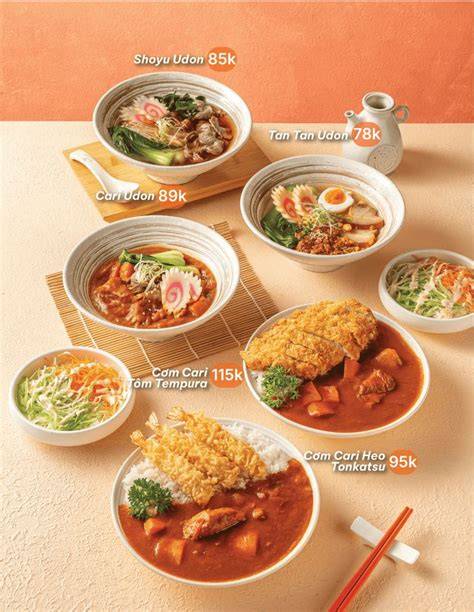 Shoyu Udon 85k
Tan Tan Udon 78k
Cari Udon 89k
Cơm Cari
Tôm Tempura 115k
Cơm Cari Heo
Tonkatsu 95k